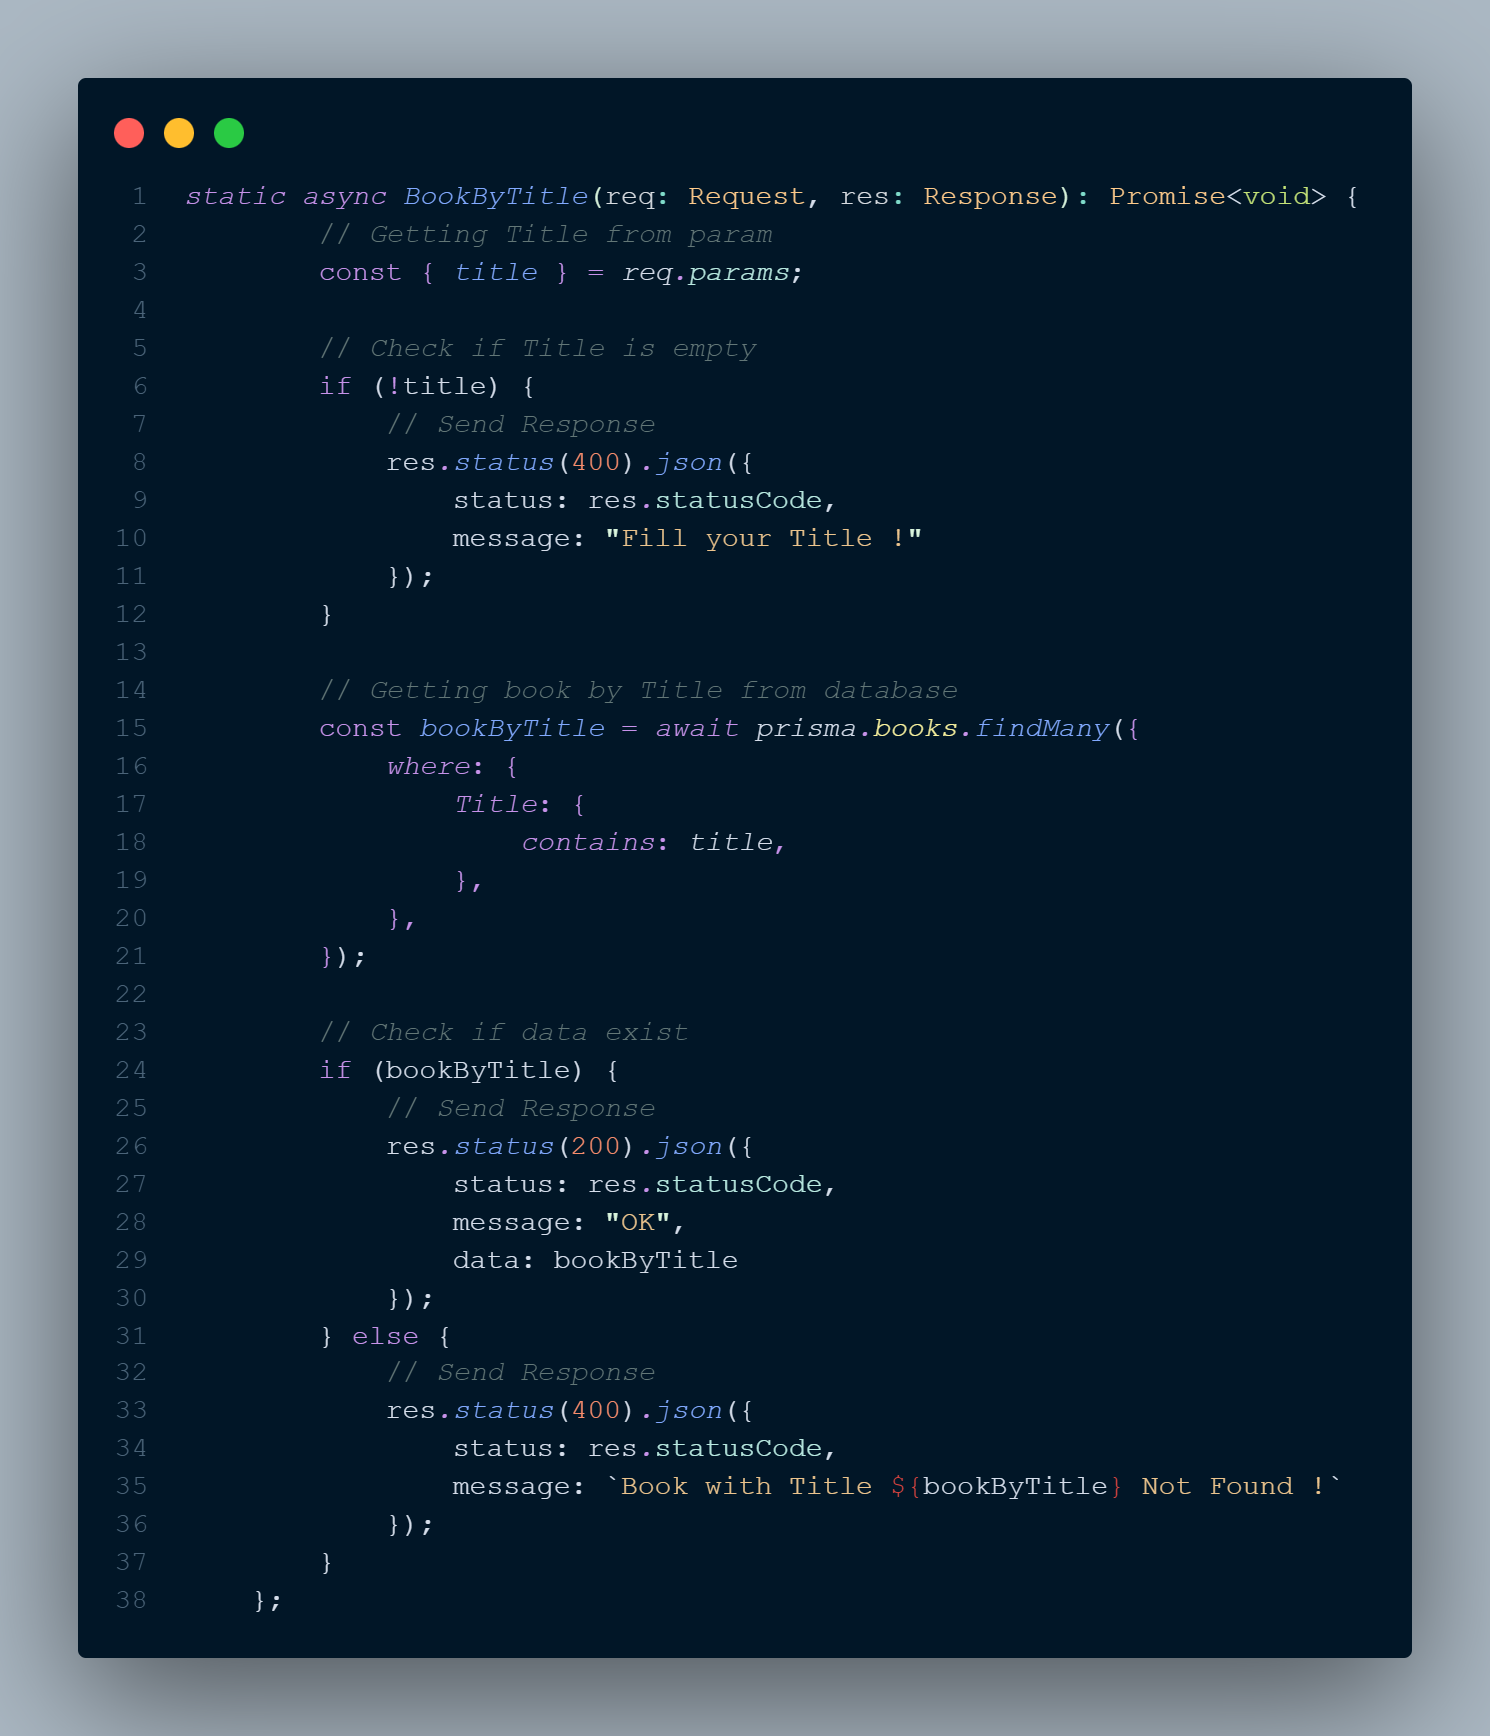 1 static async BookByTitle(req: Request, res: Response): Promise<void> {
2         // Getting Title from param
3         const { title } = req.params;
4
5         // Check if Title is empty
6         if (!title) {
7             // Send Response
8             res.status(400).json({
9                 status: res.statusCode,
10                 message: "Fill your Title !"
11             });
12         }
13
14         // Getting book by Title from database
15         const bookByTitle = await prisma.books.findMany({
16             where: {
17                 Title: {
18                     contains: title,
19                 },
20             },
21         });
22
23         // Check if data exist
24         if (bookByTitle) {
25             // Send Response
26             res.status(200).json({
27                 status: res.statusCode,
28                 message: "OK",
29                 data: bookByTitle
30             });
31         } else {
32             // Send Response
33             res.status(400).json({
34                 status: res.statusCode,
35                 message: `Book with Title ${bookByTitle} Not Found !`
36             });
37         }
38     };